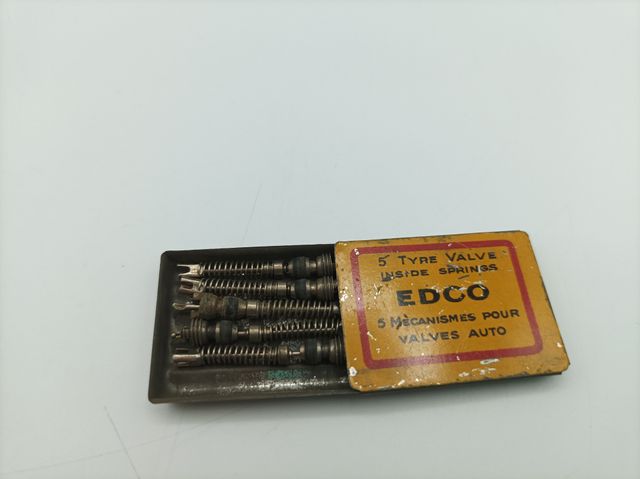 5 TYRE VALVE
INSIDE SPRINGS
EDCO
5 MÉCANISMES POUR
VALVES AUTO